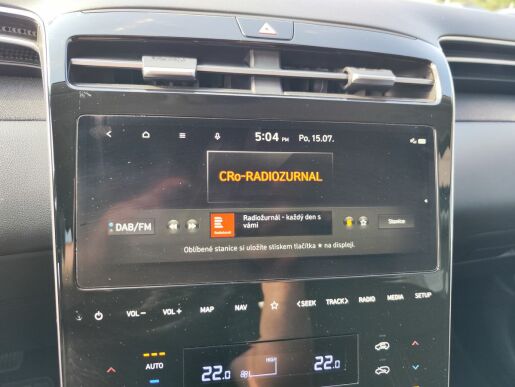 5:04 PM Po, 15.07.
CRo-RADIOZURNAL
DAB/FM
Radiožurnál - každý den s
vámi
Stanice
Oblíbené stanice si uložíte stiskem tlačítka ★ na displeji.
VOL− VOL+ MAP NAV <SEEK TRACK> RADIO MEDIA SETUP
AUTO
HIGH
22.0 22.0